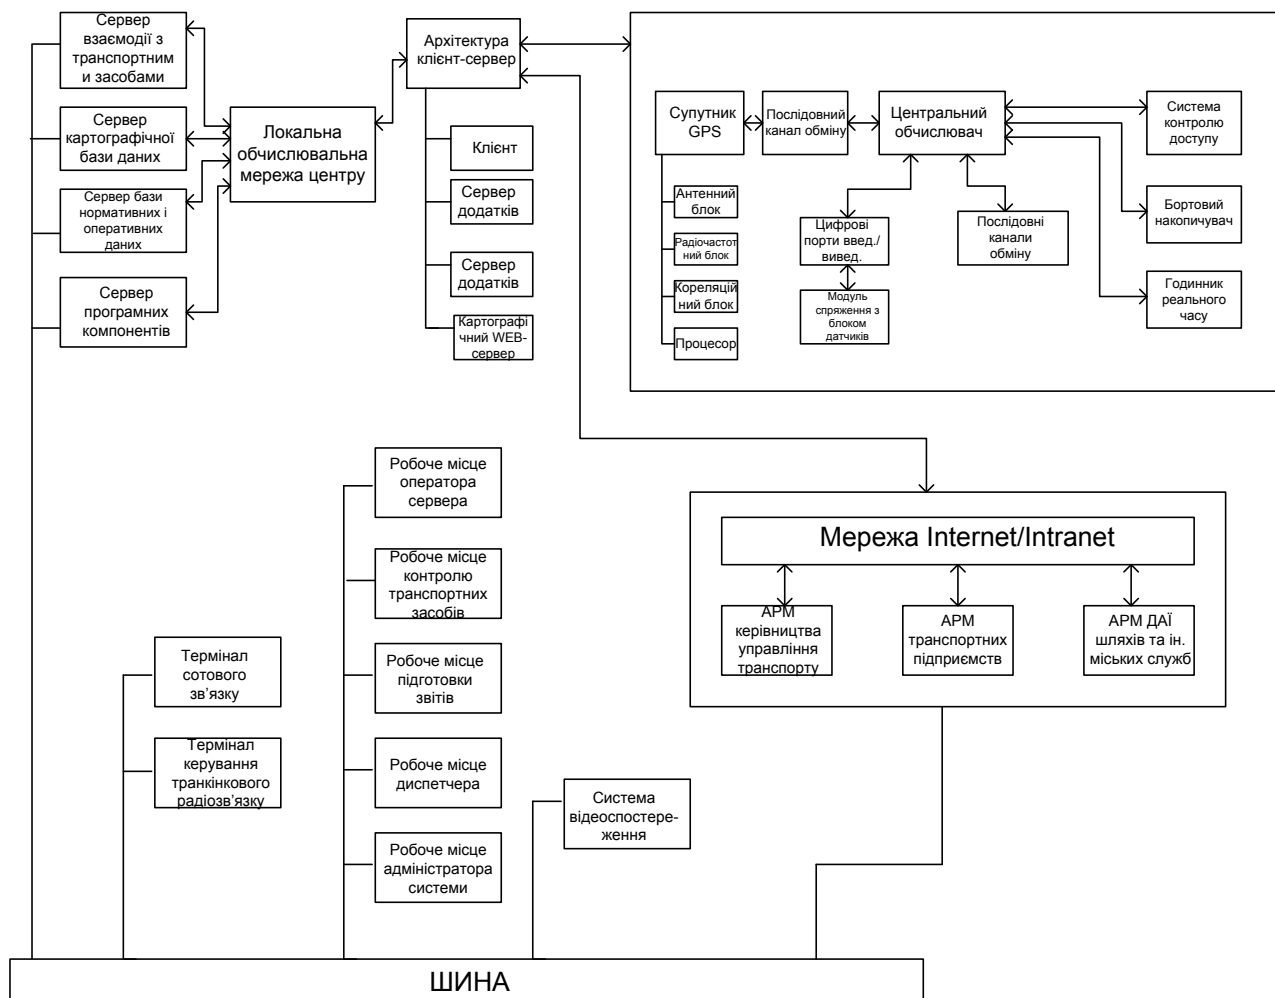 Сервер
взаємодії з
транспортним
и засобами
Сервер
картографічної
бази даних
Сервер бази
нормативних і
оперативних
даних
Сервер
програмних
компонентів
Локальна
обчислювальна
мережа центру
Архітектура
клієнт-сервер
Клієнт
Сервер
додатків
Сервер
додатків
Картографі
чний WEB-
сервер
Супутник
GPS
Антенний
блок
Радіочастот
ний блок
Кореляцій
ний блок
Процесор
Послідовний
канал обміну
Центральний
обчислювач
Цифрові
порти введ./
вивед.
Модуль
спряження з
блоком
датчиків
Послідовні
канали
обміну
Система
контролю
доступу
Бортовий
накопичувач
Годинник
реального
часу
Мережа Internet/Intranet
АРМ
керівництва
управління
транспорту
АРМ
транспортних
підприємств
АРМ ДАЇ
шляхів та ін.
міських служб
Робоче місце
оператора
сервера
Робоче місце
контролю
транспортних
засобів
Робоче місце
підготовки
звітів
Робоче місце
диспетчера
Робоче місце
адміністратора
системи
Термінал
сотового
зв’язку
Термінал
керування
транкінкового
радіозв’язку
Система
відеоспостере-
ження
ШИНА